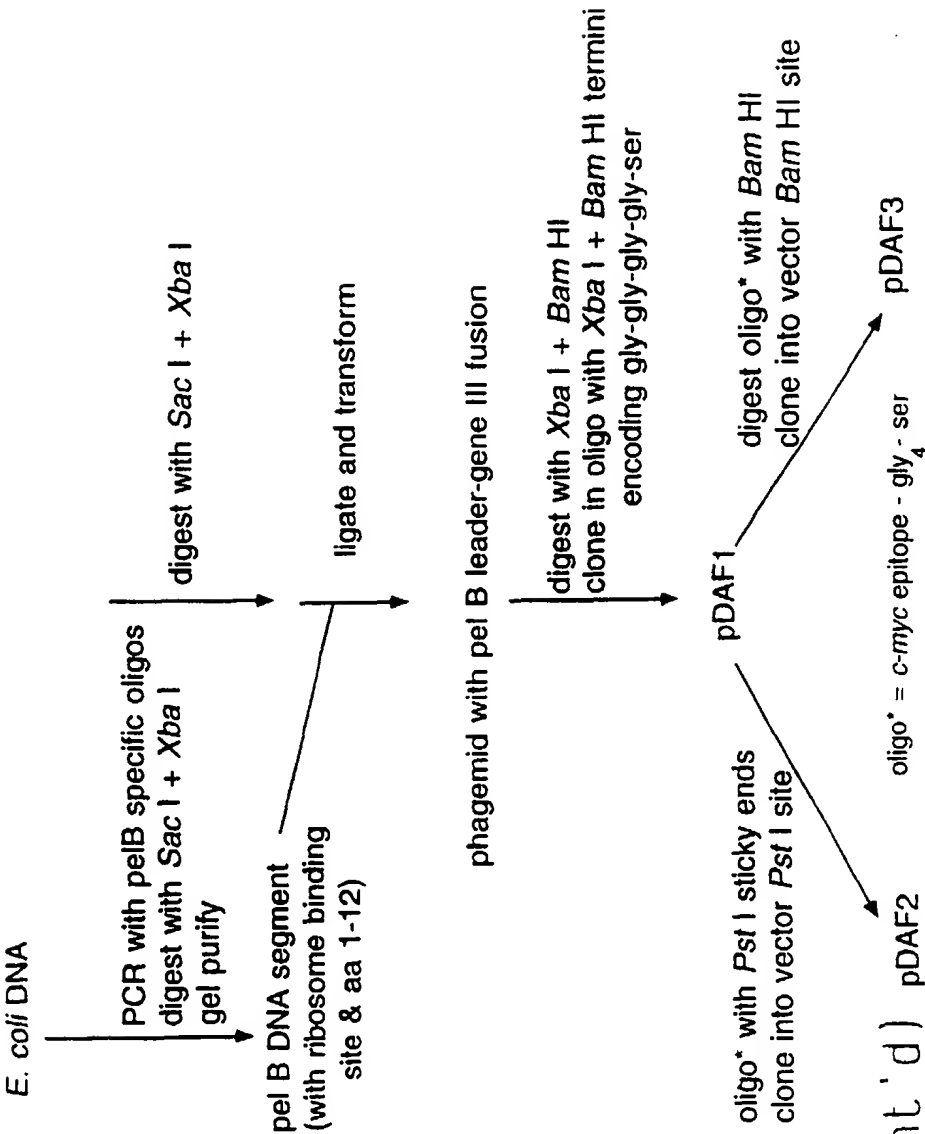 E. coli DNA
PCR with pelB specific oligos
digest with Sac I + Xba I
gel purify
digest with Sac I + Xba I
pel B DNA segment
(with ribosome binding
site & aa 1-12)
ligate and transform
phagemid with pel B leader-gene III fusion
digest with Xba I + Bam HI
clone in oligo with Xba I + Bam HI termini
encoding gly-gly-gly-gly-ser
pDAF1
oligo* with Pst I sticky ends
clone into vector Pst I site
digest oligo* with Bam HI
clone into vector Bam HI site
pDAF2
pDAF3
oligo* = c-myc epitope - gly4 - ser
nt'd)